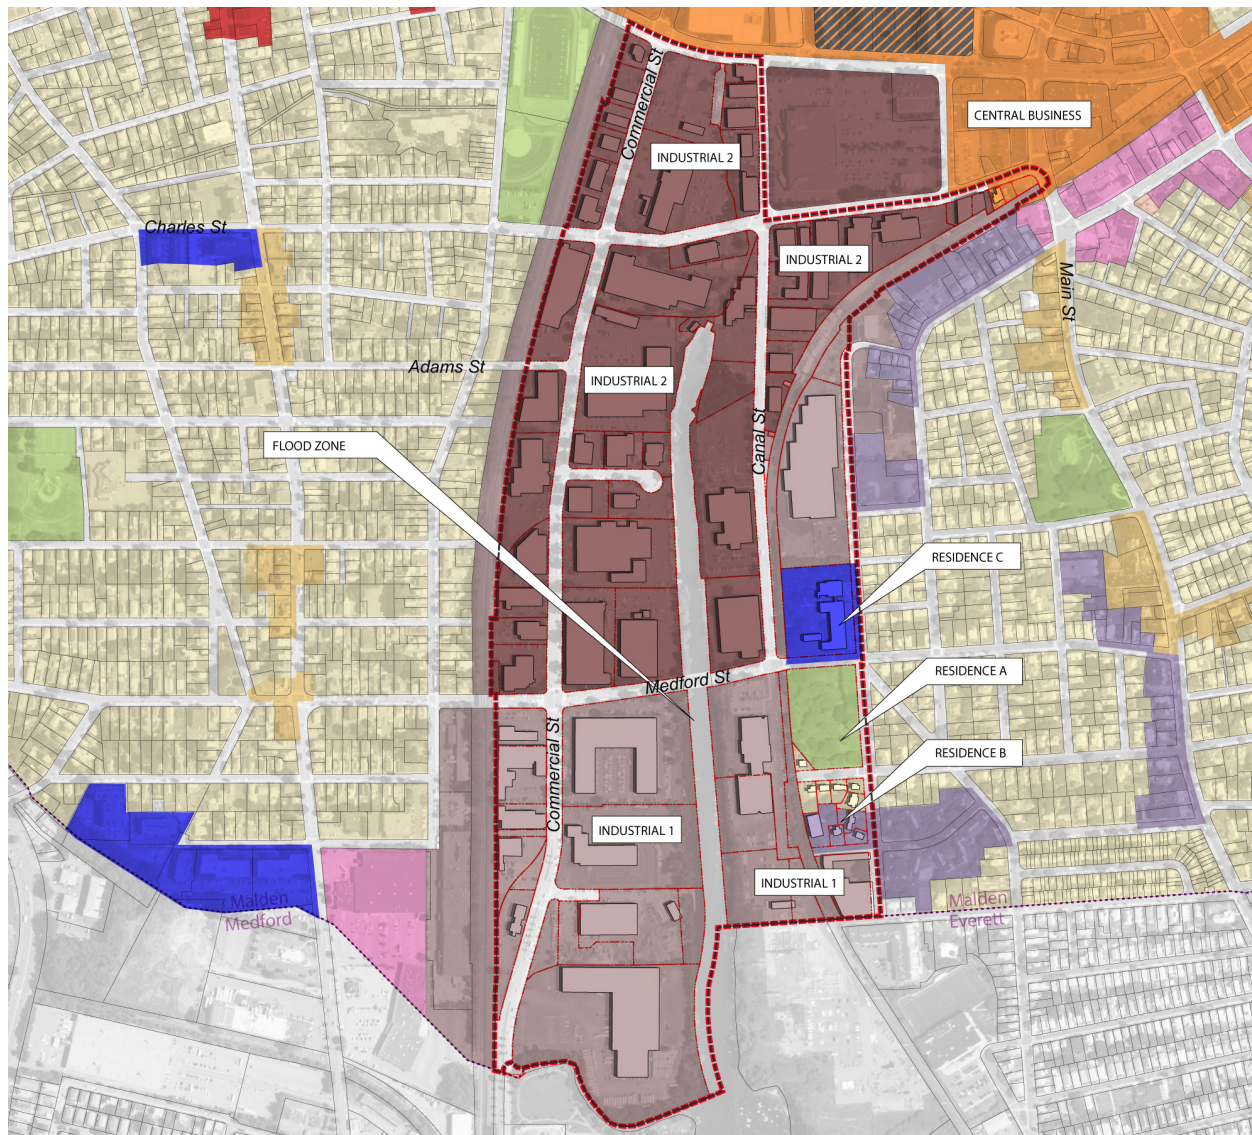 CENTRAL BUSINESS
Commercial St
INDUSTRIAL 2
Charles St
INDUSTRIAL 2
Main St
Adams St
INDUSTRIAL 2
Canal St
FLOOD ZONE
RESIDENCE C
RESIDENCE A
Medford St
RESIDENCE B
Commercial St
INDUSTRIAL 1
INDUSTRIAL 1
Malden
Medford
Malden
Everett